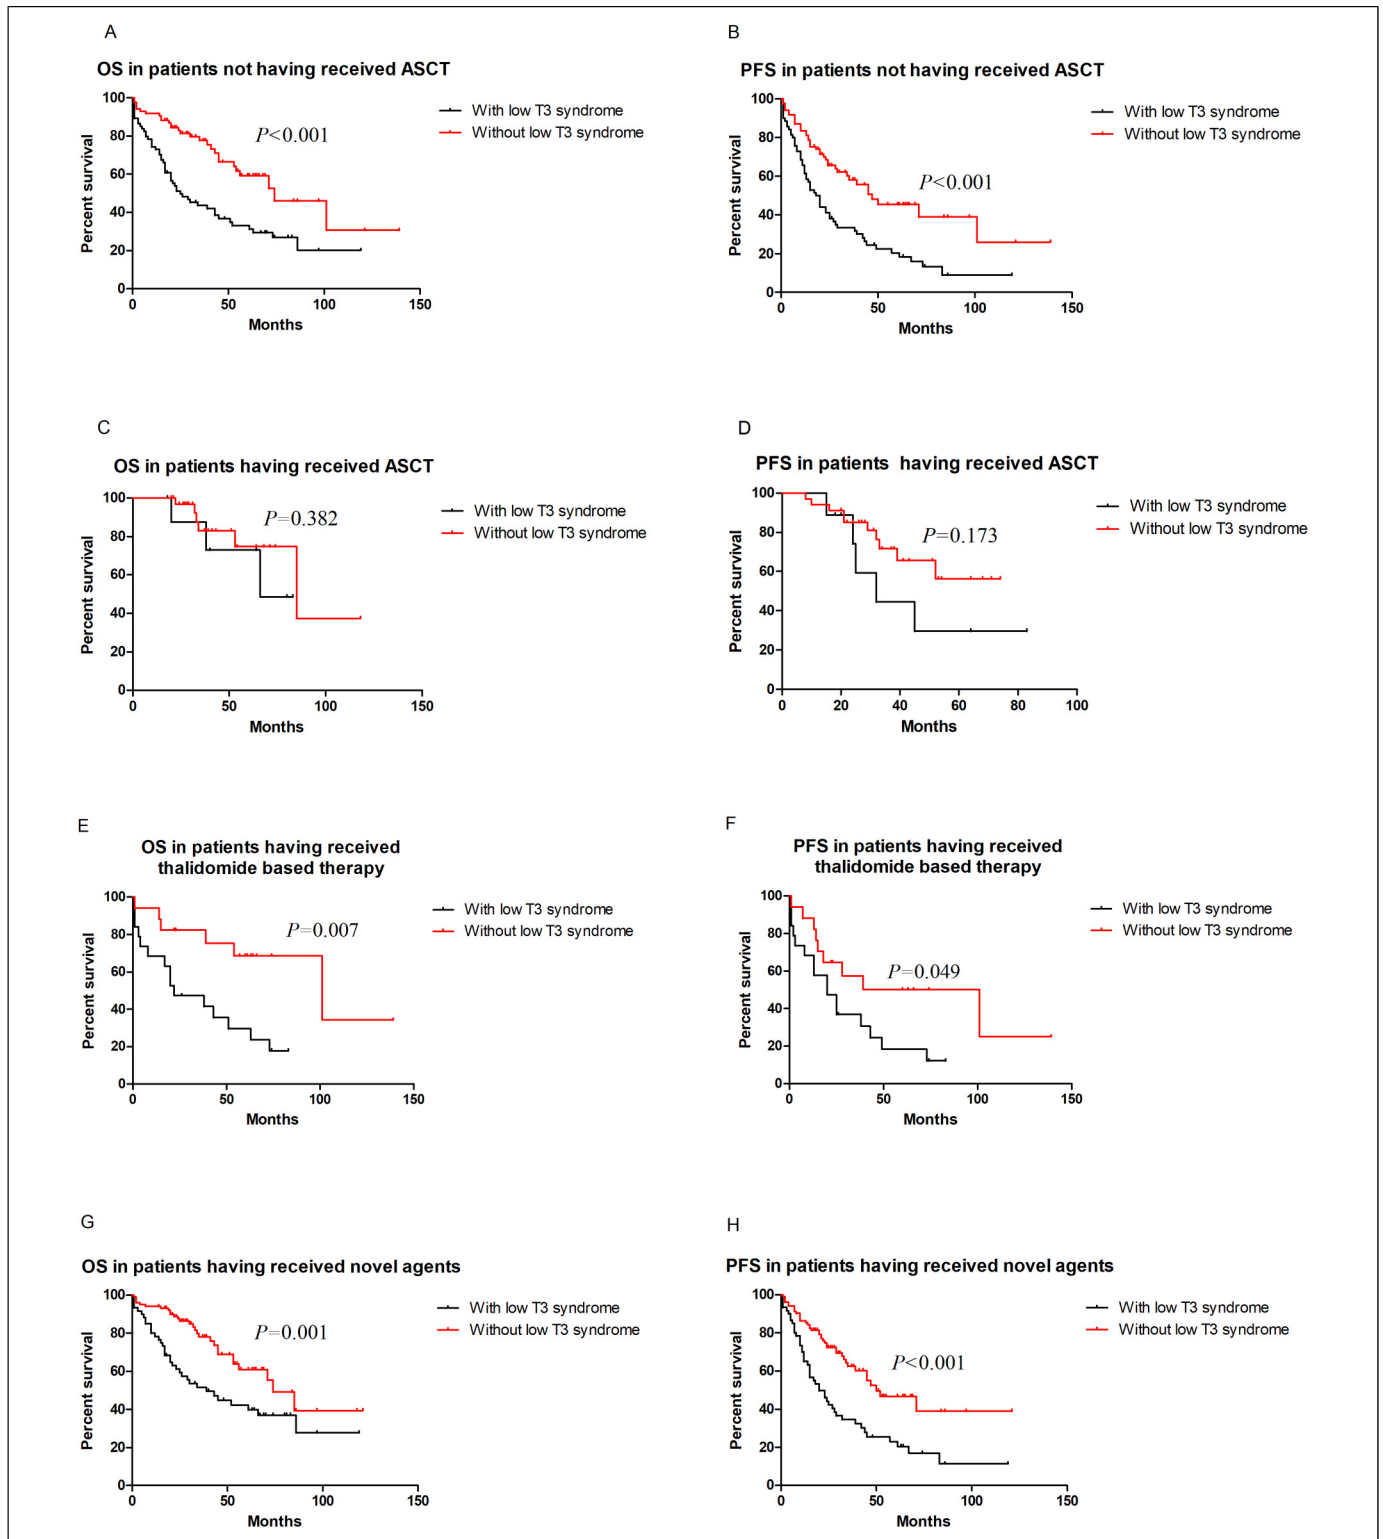 A
OS in patients not having received ASCT
With low T3 syndrome
Without low T3 syndrome
P<0.001
100
80
60
40
20
0
0 50 100 150
Percent survival
Months
B
PFS in patients not having received ASCT
With low T3 syndrome
Without low T3 syndrome
P<0.001
100
80
60
40
20
0
0 50 100 150
Percent survival
Months
C
OS in patients having received ASCT
With low T3 syndrome
Without low T3 syndrome
P=0.382
100
80
60
40
20
0
0 50 100 150
Percent survival
Months
D
PFS in patients having received ASCT
With low T3 syndrome
Without low T3 syndrome
P=0.173
100
80
60
40
20
0
0 20 40 60 80 100
Percent survival
Months
E
OS in patients having received
thalidomide based therapy
With low T3 syndrome
Without low T3 syndrome
P=0.007
100
80
60
40
20
0
0 50 100 150
Percent survival
Months
F
PFS in patients having received
thalidomide based therapy
With low T3 syndrome
Without low T3 syndrome
P=0.049
100
80
60
40
20
0
0 50 100 150
Percent survival
Months
G
OS in patients having received novel agents
With low T3 syndrome
Without low T3 syndrome
P=0.001
100
80
60
40
20
0
0 50 100 150
Percent survival
Months
H
PFS in patients having received novel agents
With low T3 syndrome
Without low T3 syndrome
P<0.001
100
80
60
40
20
0
0 50 100 150
Percent survival
Months